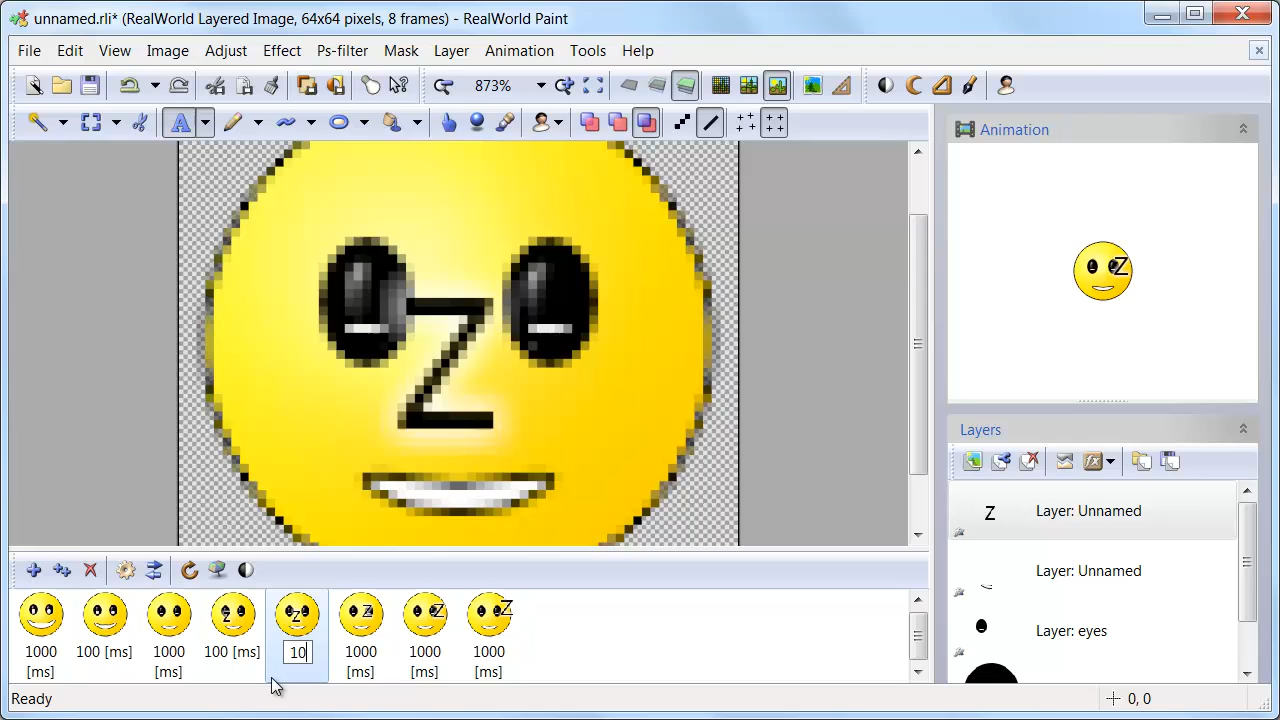 unnamed.rli* (RealWorld Layered Image, 64x64 pixels, 8 frames) - RealWorld Paint
File Edit View Image Adjust Effect Ps-filter Mask Layer Animation Tools Help
873%
A
Animation
Z
Z
Layers
Z Layer: Unnamed
Layer: Unnamed
Layer: eyes
Z Z Z Z Z
1000 [ms]
100 [ms]
1000 [ms]
100 [ms]
10
1000 [ms]
1000 [ms]
1000 [ms]
Ready
0, 0